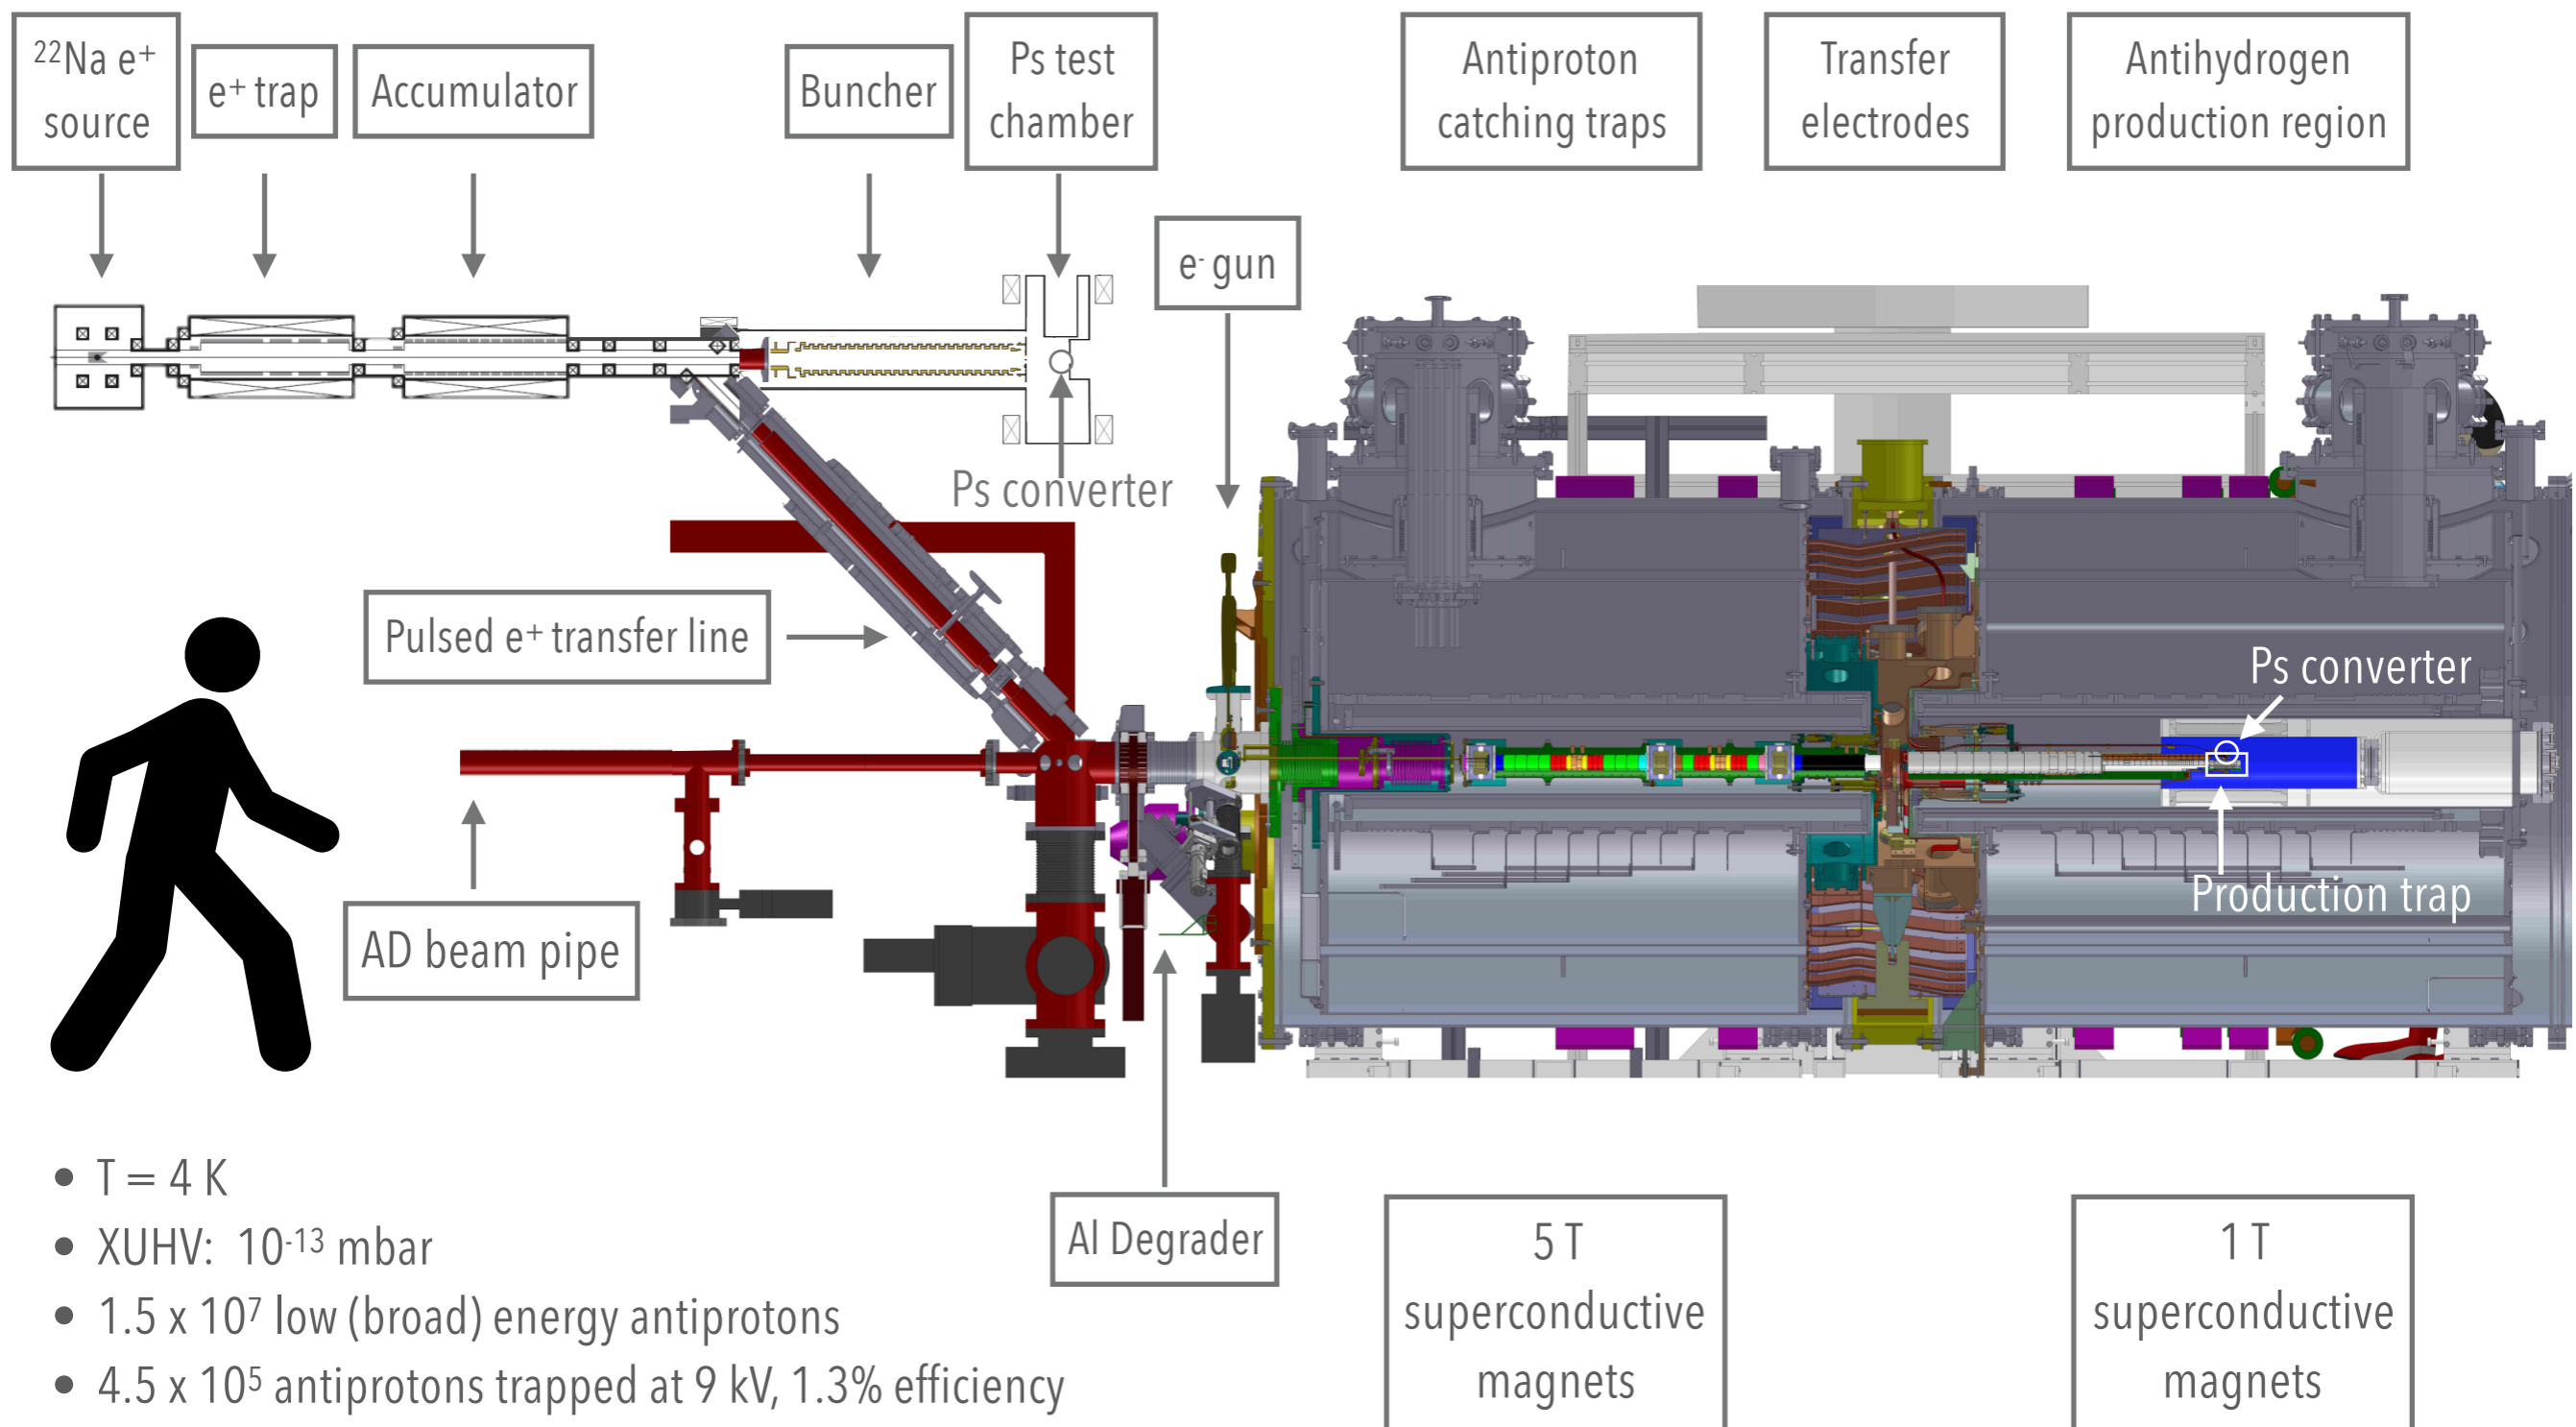 ²²Na e⁺
source
e⁺ trap
Accumulator
Buncher
Ps test
chamber
Antiproton
catching traps
Transfer
electrodes
Antihydrogen
production region
e⁻ gun
Ps converter
Pulsed e⁺ transfer line
Ps converter
AD beam pipe
Production trap
Al Degrader
5 T
superconductive
magnets
1 T
superconductive
magnets
• T = 4 K
• XUHV: 10⁻¹³ mbar
• 1.5 x 10⁷ low (broad) energy antiprotons
• 4.5 x 10⁵ antiprotons trapped at 9 kV, 1.3% efficiency